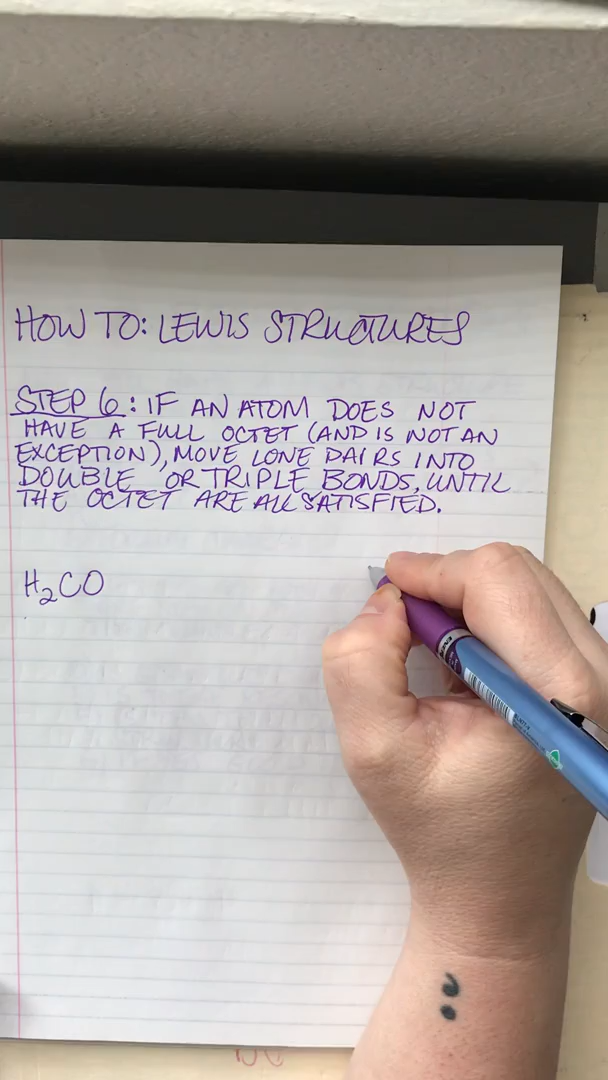 HOW TO: LEWIS STRUCTURES
STEP 6: IF AN ATOM DOES NOT
HAVE A FULL OCTET (AND IS NOT AN
EXCEPTION), MOVE LONE PAIRS INTO
DOUBLE OR TRIPLE BONDS, UNTIL
THE OCTET ARE ALL SATISFIED.
H₂CO